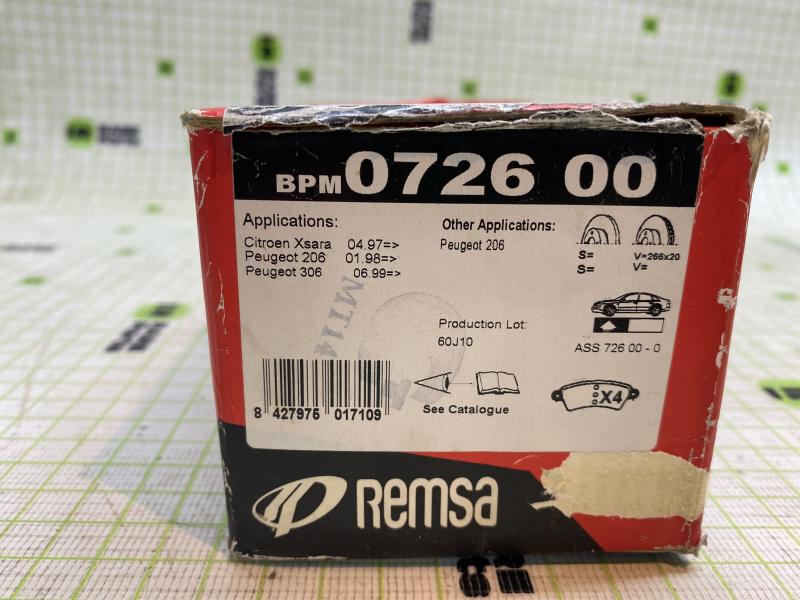 BPM 0726 00
Applications:
Citroen Xsara 04.97=>
Peugeot 206 01.98=>
Peugeot 306 06.99=>
Other Applications:
Peugeot 206
S= V=266x20
S= V=
MT14
Production Lot:
60J10
ASS 726 00 - 0
8 427975 017109
See Catalogue
X4
Remsa